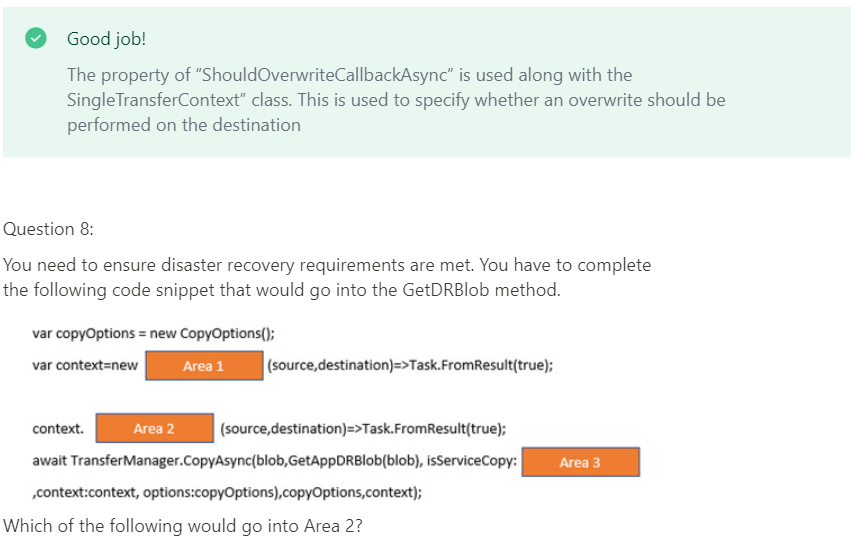 Good job!
The property of “ShouldOverwriteCallbackAsync” is used along with the
SingleTransferContext” class. This is used to specify whether an overwrite should be
performed on the destination
Question 8:
You need to ensure disaster recovery requirements are met. You have to complete
the following code snippet that would go into the GetDRBlob method.
var copyOptions = new CopyOptions();
var context=new Area 1 (source,destination)=>Task.FromResult(true);
context. Area 2 (source,destination)=>Task.FromResult(true);
await TransferManager.CopyAsync(blob,GetAppDRBlob(blob), isServiceCopy: Area 3
,context:context, options:copyOptions),copyOptions,context);
Which of the following would go into Area 2?